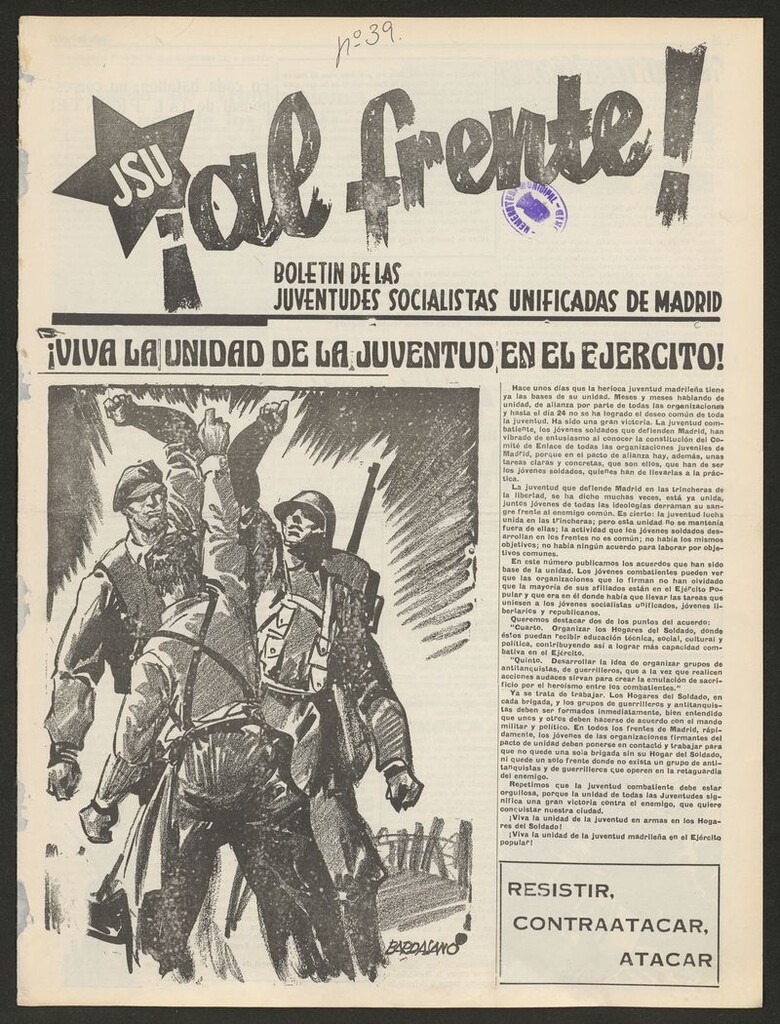 nº 39.
JSU
¡al frente!
BOLETIN DE LAS
JUVENTUDES SOCIALISTAS UNIFICADAS DE MADRID
¡VIVA LA UNIDAD DE LA JUVENTUD EN EL EJERCITO!
Hace unos días que la herioca juventud madrileña tiene
ya las bases de su unidad. Meses y meses hablando de
unidad, de alianza por parte de todas las organizaciones
y hasta el día 24 no se ha logrado el deseo común de toda
la juventud. Ha sido una gran victoria. La juventud com-
batiente, los jóvenes soldados que defienden Madrid, han
vibrado de entusiasmo al conocer la constitución del Co-
mité de Enlace de todas las organizaciones juveniles de
Madrid, porque en el pacto de alianza hay, además, unas
tareas claras y concretas, que son ellos, que han de ser
los jóvenes soldados, quienes han de llevarlas a la prác-
tica.
La juventud que defiende Madrid en las trincheras de
la libertad, se ha dicho muchas veces, está ya unida,
juntos jóvenes de todas las ideologías derraman su san-
gre frente al enemigo común. Es cierto: la juventud lucha
unida en las trincheras; pero esta unidad no se mantenía
fuera de ellas; la actividad que los jóvenes soldados des-
arrollan en los frentes no es común; no había los mismos
objetivos; no había ningún acuerdo para laborar por obje-
tivos comunes.
En este número publicamos los acuerdos que han sido
base de la unidad. Los jóvenes combatientes pueden ver
que las organizaciones que lo firman no han olvidado
que la mayoría de sus afiliados están en el Ejército Po-
pular y que era en él donde había que llevar las tareas que
uniesen a los jóvenes socialistas unificados, jóvenes li-
bertarios y republicanos.
Queremos destacar dos de los puntos del acuerdo:
"Cuarto. Organizar los Hogares del Soldado, donde
éstos puedan recibir educación técnica, social, cultural y
política, contribuyendo así a lograr más capacidad com-
bativa en el Ejército.
"Quinto. Desarrollar la idea de organizar grupos de
antitanquistas, de guerrilleros, que a la vez que realicen
acciones audaces sirvan para crear la emulación de sacri-
ficio por el heroísmo entre los combatientes."
Ya se trata de trabajar. Los Hogares del Soldado, en
cada brigada, y los grupos de guerrilleros y antitanquis-
tas deben ser formados inmediatamente, bien entendido
que unos y otros deben hacerse de acuerdo con el mando
militar y político. En todos los frentes de Madrid, rápi-
damente, los jóvenes de las organizaciones firmantes del
pacto de unidad deben ponerse en contacto y trabajar para
que no quede una sola brigada sin su Hogar del Soldado,
ni quede un solo frente donde no exista un grupo de anti-
tanquistas y de guerrilleros que operen en la retaguardia
del enemigo.
Repetimos que la juventud combatiente debe estar
orgullosa, porque la unidad de todas las Juventudes sig-
nifica una gran victoria contra el enemigo, que quiere
conquistar nuestra ciudad.
¡Viva la unidad de la juventud en armas en los Hoga-
res del Soldado!
¡Viva la unidad de la juventud madrileña en el Ejército
popular!
BARDASANO
RESISTIR,
CONTRAATACAR,
ATACAR